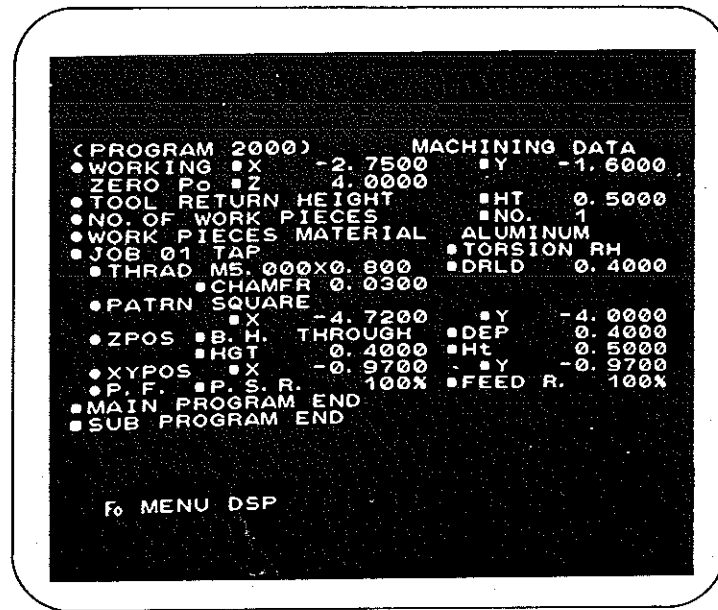 (PROGRAM 2000) MACHINING DATA
●WORKING ■X -2.7500 ■Y -1.6000
ZERO Po ■Z 4.0000
●TOOL RETURN HEIGHT ■HT 0.5000
●NO. OF WORK PIECES ■NO. 1
●WORK PIECES MATERIAL ALUMINUM
■JOB 01 TAP ■TORSION RH
●THRAD M5.000X0.800 ■DRLD 0.4000
■CHAMFR 0.0300
●PATRN SQUARE
■X -4.7200 ■Y -4.0000
●ZPOS ■B.H. THROUGH ■DEP 0.4000
■HGT 0.4000 ■Ht 0.5000
●XYPOS ■X -0.9700 ■Y -0.9700
●P.F. ■P.S.R. 100% ■FEED R. 100%
■MAIN PROGRAM END
■SUB PROGRAM END
Fo MENU DSP